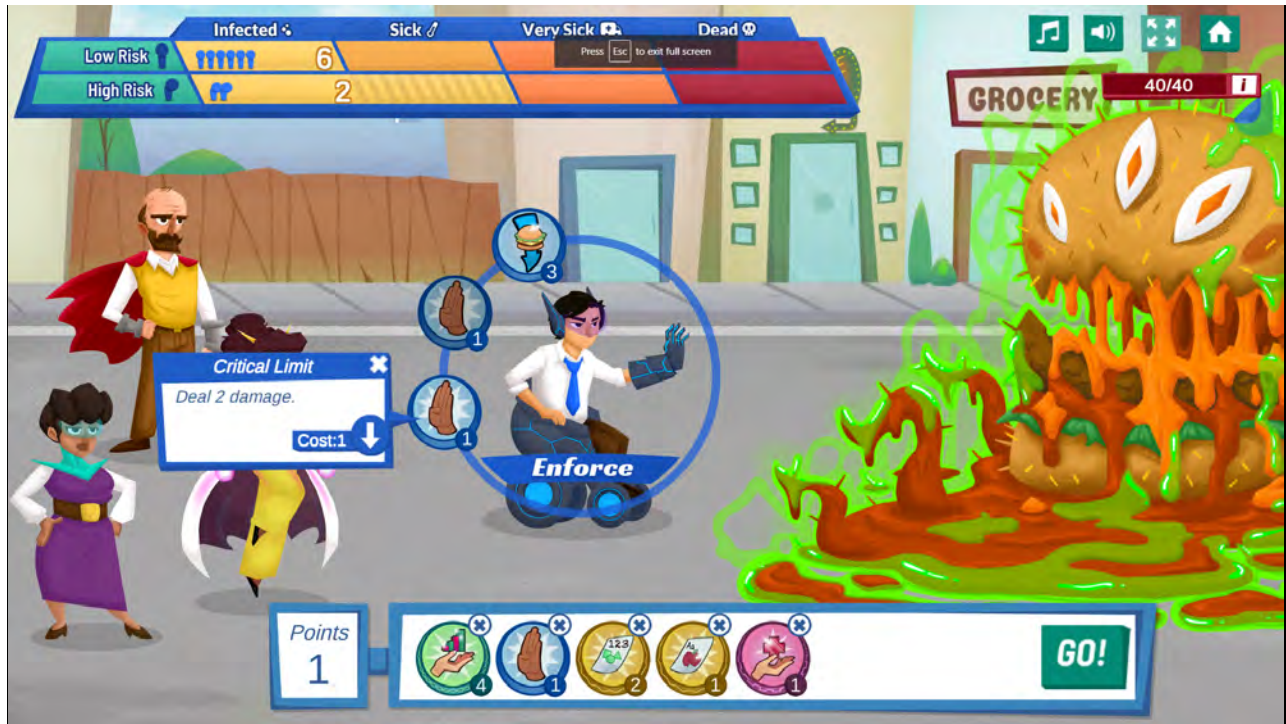 Infected
Sick
Very Sick
Dead
Low Risk
6
High Risk
2
Press Esc to exit full screen
GROCERY
40/40
i
3
1
1
Critical Limit
Deal 2 damage.
Cost:1
Enforce
Points
1
4
1
123
2
Aa
1
1
GO!